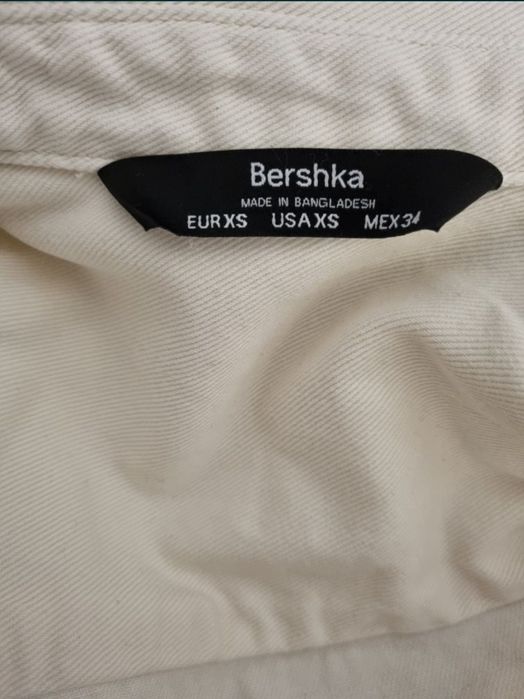 Bershka
MADE IN BANGLADESH
EUR XS USA XS MEX 34